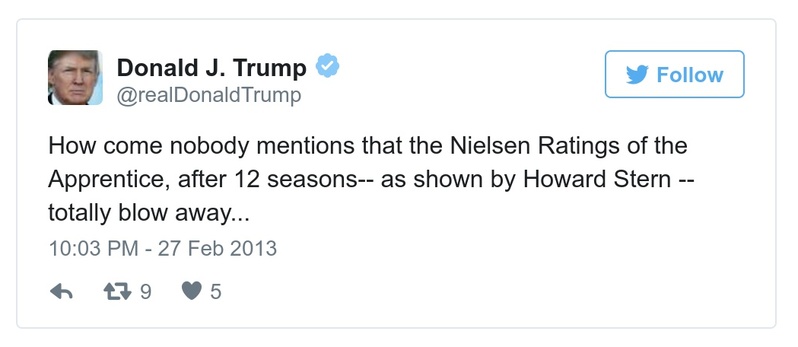 Donald J. Trump
@realDonaldTrump
Follow
How come nobody mentions that the Nielsen Ratings of the
Apprentice, after 12 seasons-- as shown by Howard Stern --
totally blow away...
10:03 PM - 27 Feb 2013
9 5